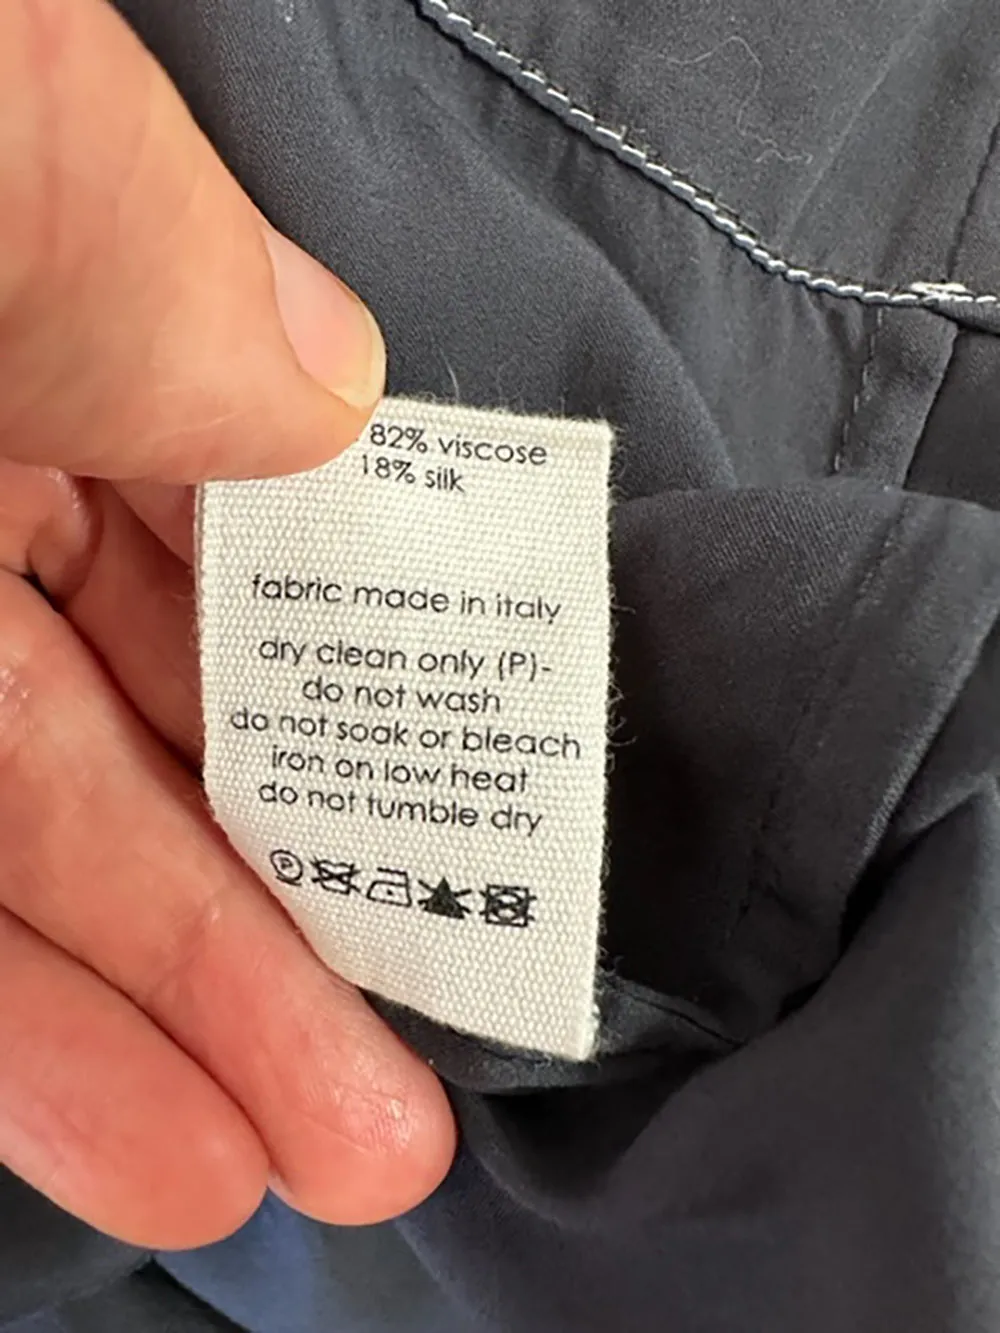 82% viscose
18% silk
fabric made in italy
dry clean only (P)-
do not wash
do not soak or bleach
iron on low heat
do not tumble dry
P